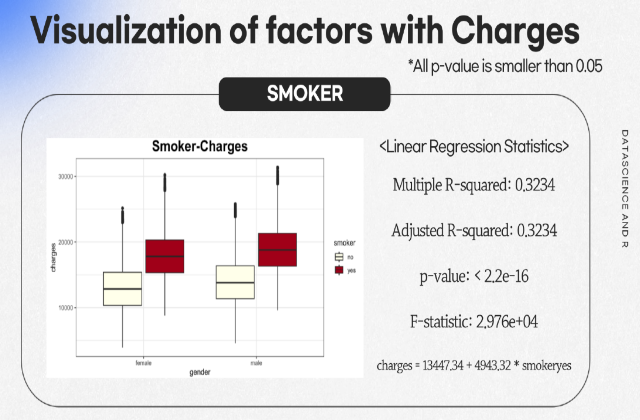 Visualization of factors with Charges
*All p-value is smaller than 0.05
SMOKER
Smoker-Charges
30000
20000
10000
charges
female
male
gender
smoker
no
yes
<Linear Regression Statistics>
Multiple R-squared: 0,3234
Adjusted R-squared: 0,3234
p-value: < 2,2e-16
F-statistic: 2,976e+04
charges = 13447,34 + 4943,32 * smokeryes
DATASCIENCE AND R